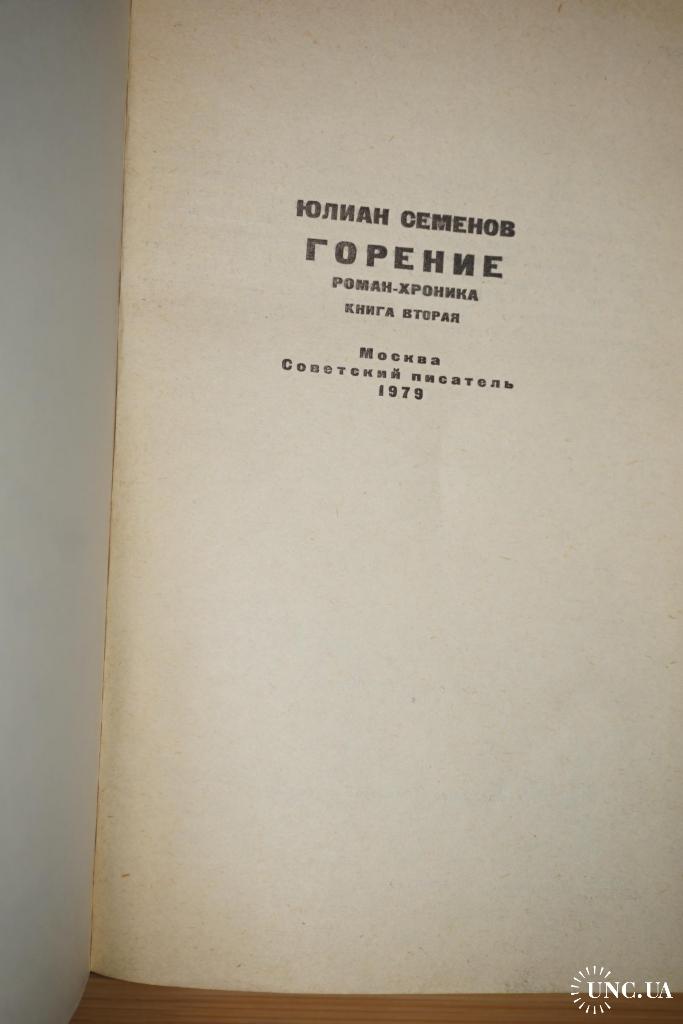 ЮЛИАН СЕМЕНОВ
ГОРЕНИЕ
РОМАН-ХРОНИКА
КНИГА ВТОРАЯ
Москва
Советский писатель
1979
UNC.UA